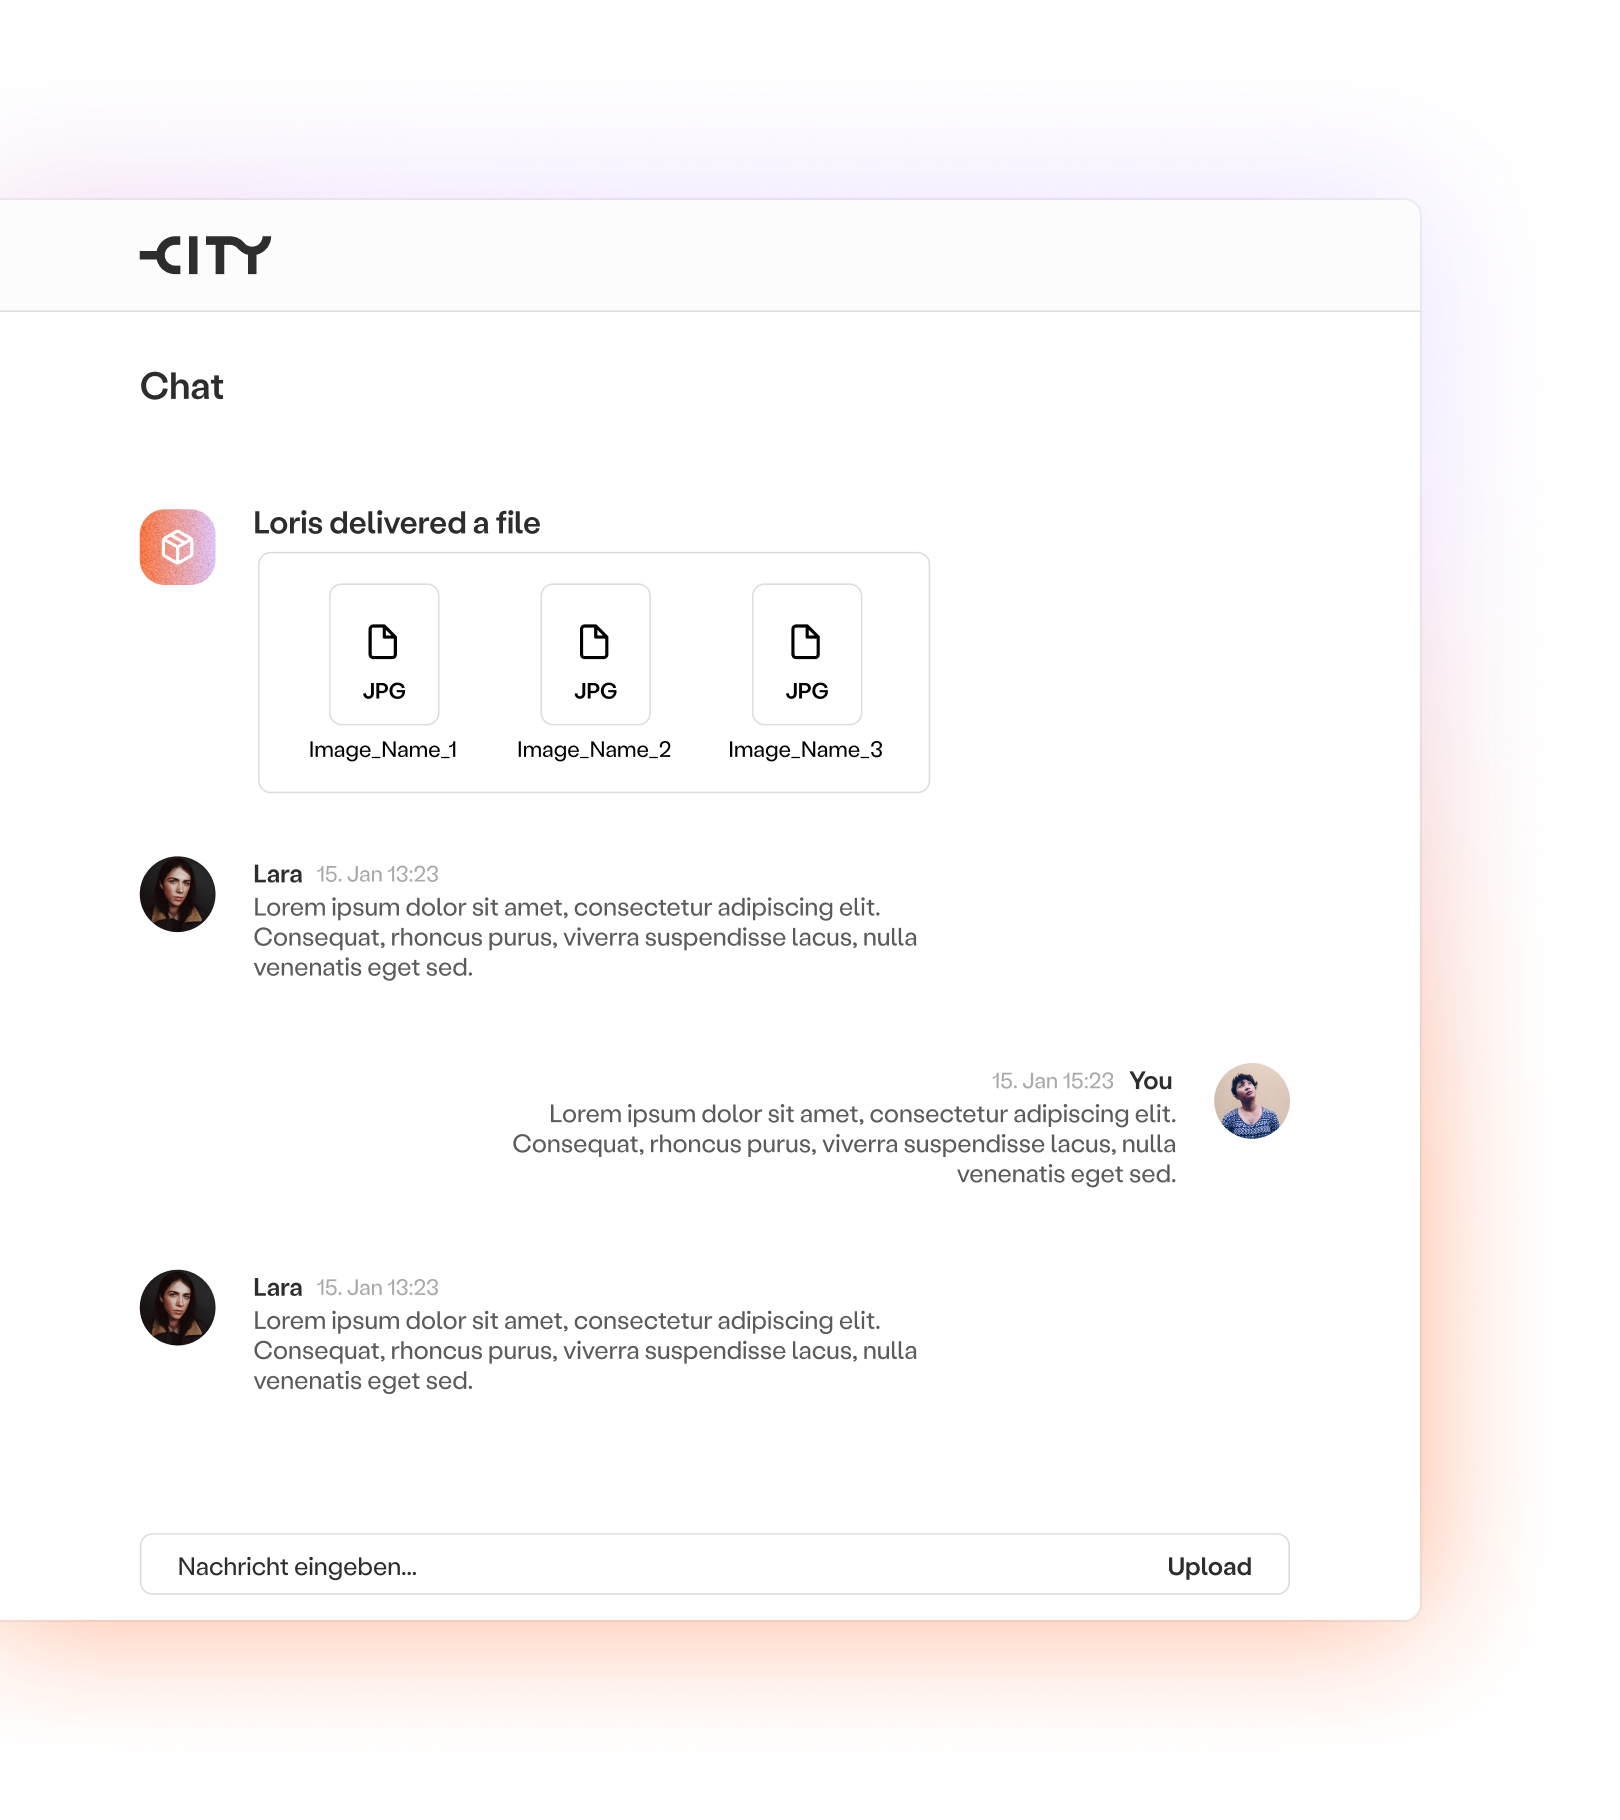 CITY
Chat
Loris delivered a file
JPG
JPG
JPG
Image_Name_1
Image_Name_2
Image_Name_3
Lara 15. Jan 13:23
Lorem ipsum dolor sit amet, consectetur adipiscing elit.
Consequat, rhoncus purus, viverra suspendisse lacus, nulla
venenatis eget sed.
15. Jan 15:23 You
Lorem ipsum dolor sit amet, consectetur adipiscing elit.
Consequat, rhoncus purus, viverra suspendisse lacus, nulla
venenatis eget sed.
Lara 15. Jan 13:23
Lorem ipsum dolor sit amet, consectetur adipiscing elit.
Consequat, rhoncus purus, viverra suspendisse lacus, nulla
venenatis eget sed.
Nachricht eingeben... Upload